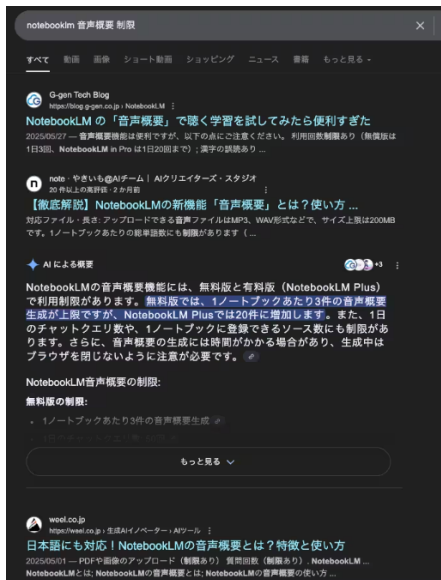 notebooklm 音声概要 制限
すべて 動画 画像 ショート動画 ショッピング ニュース 書籍 もっと見る
G-gen Tech Blog
https://blog.g-gen.co.jp › NotebookLM
NotebookLM の「音声概要」で聴く学習を試してみたら便利すぎた
2025/05/27 — 音声概要機能は便利ですが、以下の点にご注意ください。 利用回数制限あり（無償版は
1日3回、NotebookLM in Pro は1日20回まで）; 漢字の誤読あり ...
note · やきいも@AIチーム | AIクリエイターズ・スタジオ
20 件以上の高評価 · 2 か月前
【徹底解説】NotebookLMの新機能「音声概要」とは？使い方 ...
対応ファイル・長さ: アップロードできる音声ファイルはMP3、WAV形式などで、サイズ上限は200MB
です。1ノートブックあたりの総単語数にも制限があります（ ...
AI による概要
+3
NotebookLMの音声概要機能には、無料版と有料版（NotebookLM Plus）
で利用制限があります。無料版では、1ノートブックあたり3件の音声概要
生成が上限ですが、NotebookLM Plusでは20件に増加します。また、1日
のチャットクエリ数や、1ノートブックに登録できるソース数にも制限があ
ります。さらに、音声概要の生成には時間がかかる場合があり、生成中は
ブラウザを閉じないように注意が必要です。
NotebookLM音声概要の制限:
無料版の制限:
・ 1ノートブックあたり3件の音声概要生成
もっと見る
weel.co.jp
https://weel.co.jp › 生成AIイノベーター › AIツール
日本語にも対応！NotebookLMの音声概要とは？特徴と使い方
2025/05/01 — PDFや画像のアップロード（制限あり） 質問回数（制限あり）. NotebookLM ...
NotebookLMとは; NotebookLMの音声概要とは; NotebookLMの音声概要の使い方 ...